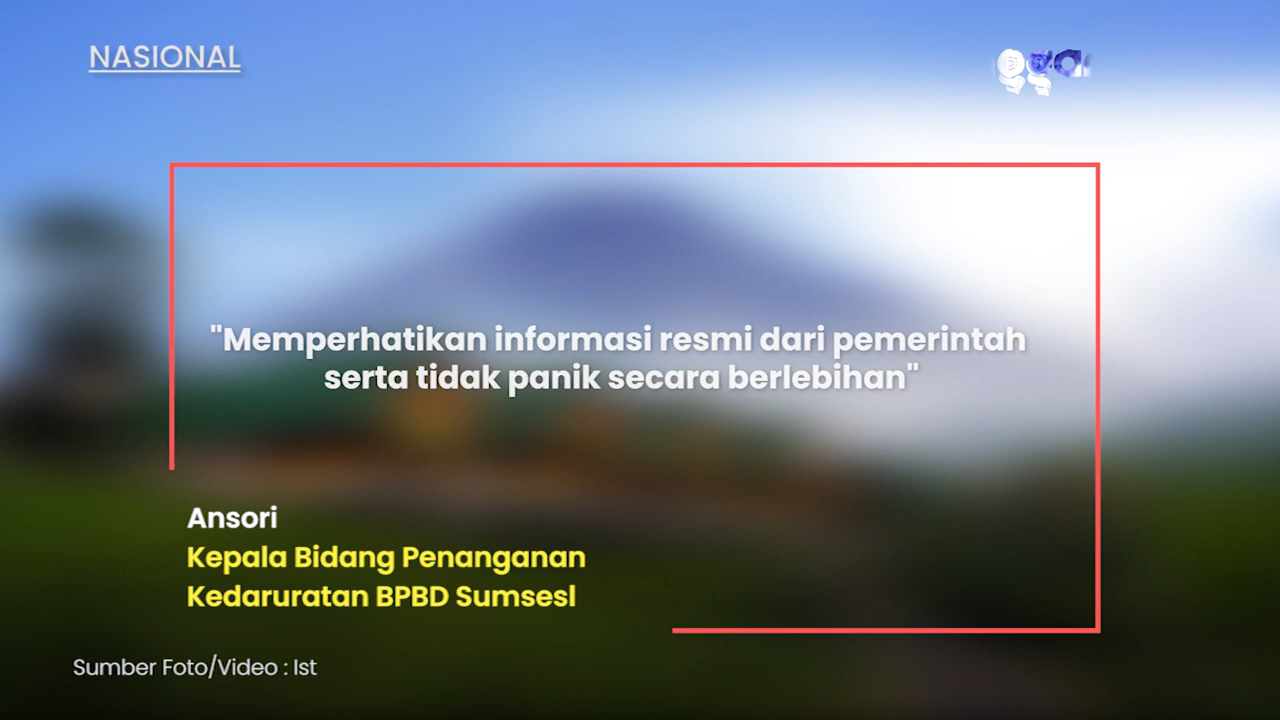 NASIONAL
"Memperhatikan informasi resmi dari pemerintah
serta tidak panik secara berlebihan"
Ansori
Kepala Bidang Penanganan
Kedaruratan BPBD Sumsesl
Sumber Foto/Video : Ist